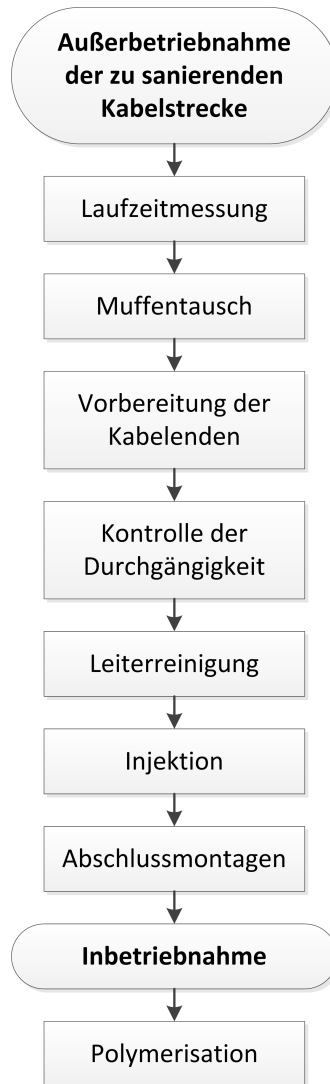 Außerbetriebnahme
der zu sanierenden
Kabelstrecke
Laufzeitmessung
Muffentausch
Vorbereitung der
Kabelenden
Kontrolle der
Durchgängigkeit
Leiterreinigung
Injektion
Abschlussmontagen
Inbetriebnahme
Polymerisation